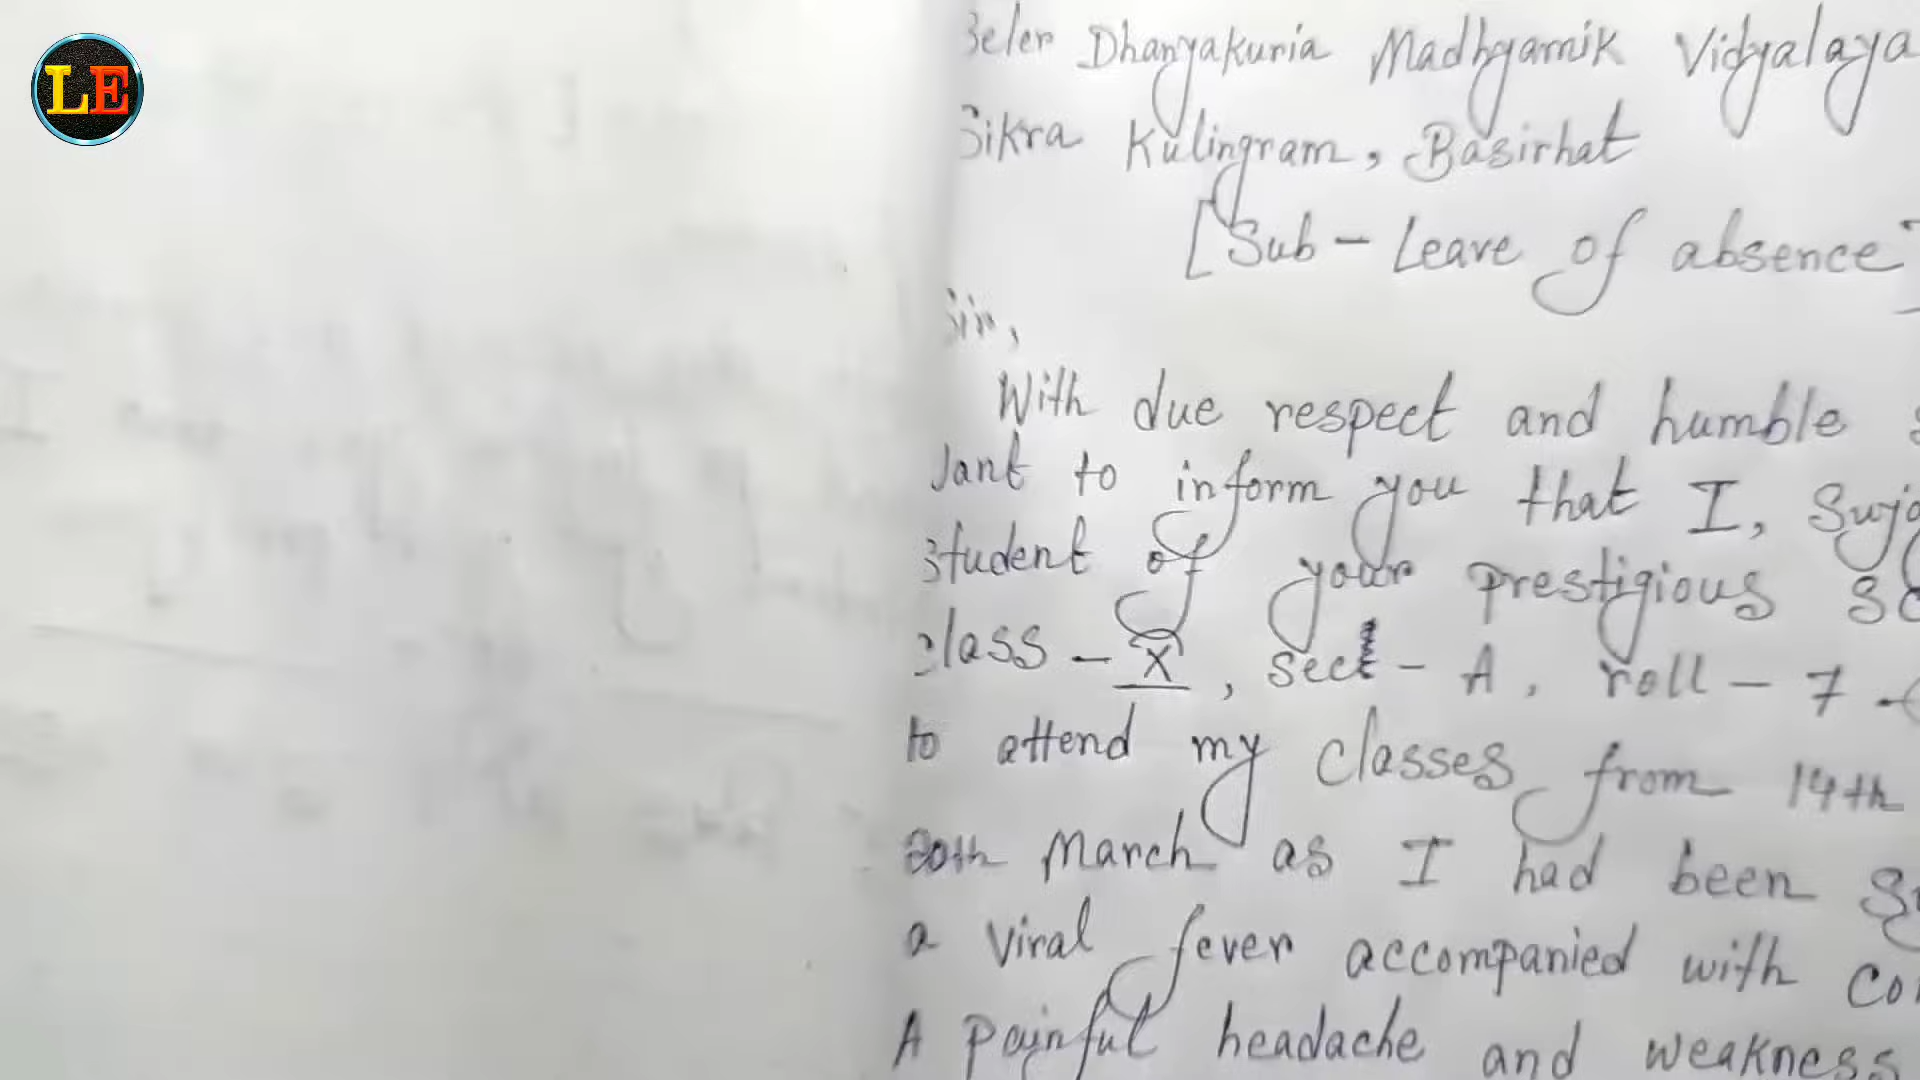 LE
Beler Dhanyakuria Madhyamik Vidyalaya
Sikra Kulingram, Basirhat
[Sub - Leave of absence]
Sir,
With due respect and humble
want to inform you that I,
student of your prestigious
class - X, sect - A, roll - 7
to attend my classes from 14th
20th March as I had been
a viral fever accompanied with
A painful headache and weakness